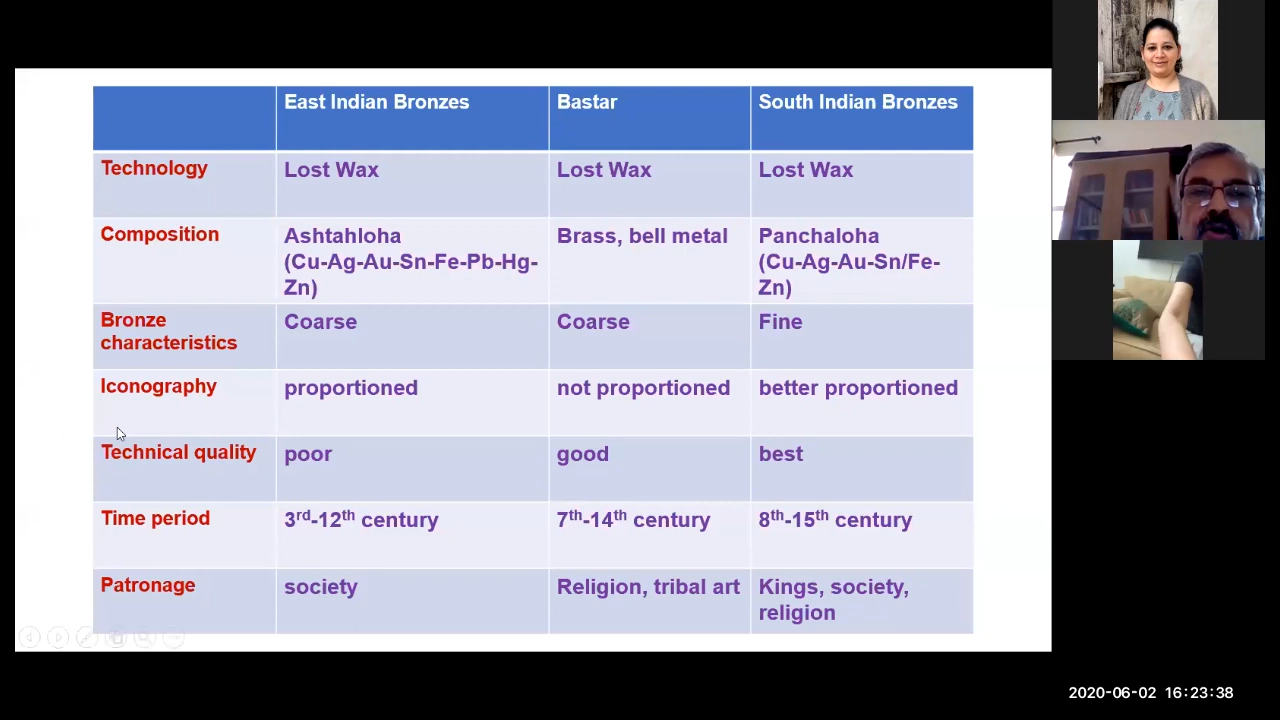 East Indian Bronzes
Bastar
South Indian Bronzes
Technology
Lost Wax
Lost Wax
Lost Wax
Composition
Ashtahloha
(Cu-Ag-Au-Sn-Fe-Pb-Hg-
Zn)
Brass, bell metal
Panchaloha
(Cu-Ag-Au-Sn/Fe-
Zn)
Bronze
characteristics
Coarse
Coarse
Fine
Iconography
proportioned
not proportioned
better proportioned
Technical quality
poor
good
best
Time period
3rd-12th century
7th-14th century
8th-15th century
Patronage
society
Religion, tribal art
Kings, society,
religion
2020-06-02 16:23:38